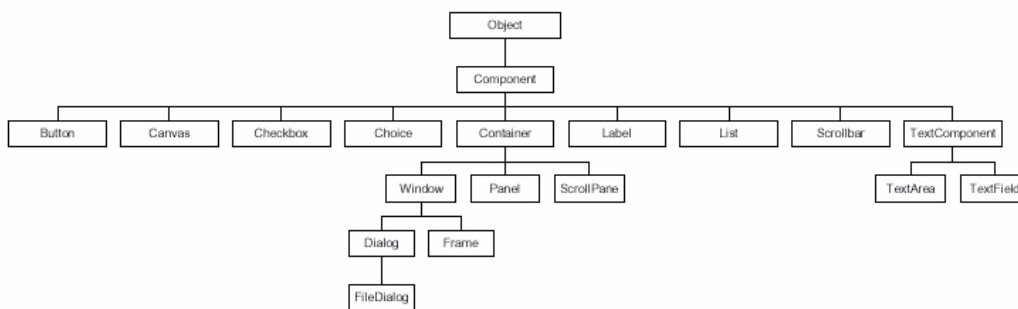 Object
Component
Button Canvas Checkbox Choice Container Label List Scrollbar TextComponent
Window Panel ScrollPane TextArea TextField
Dialog Frame
FileDialog